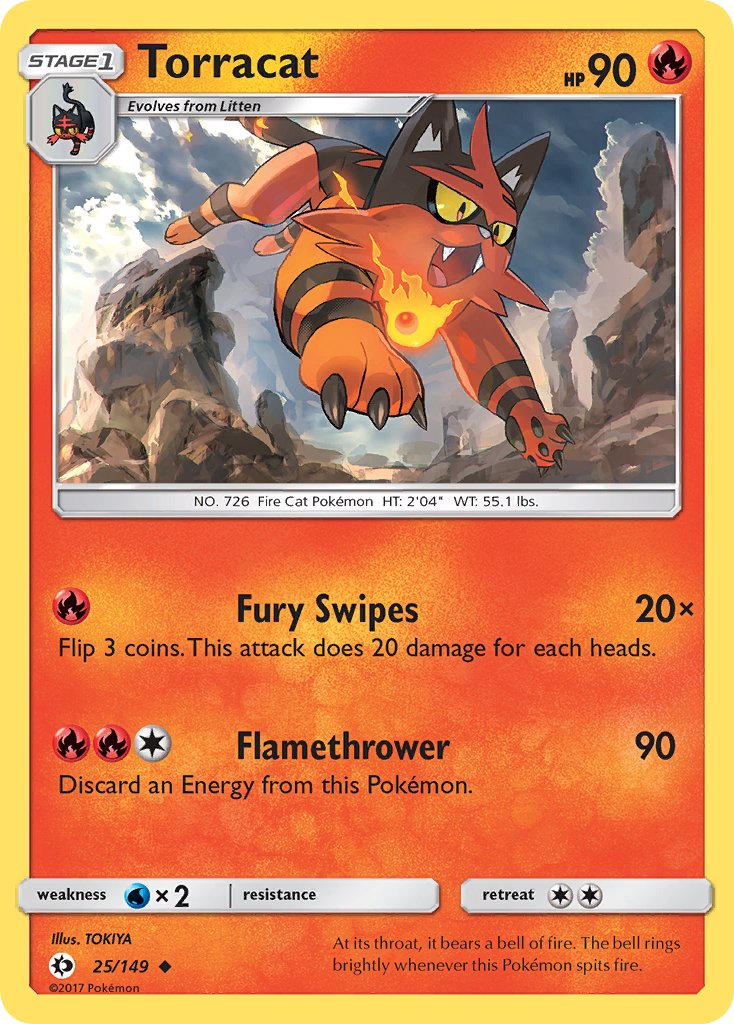 STAGE1
Torracat
HP 90
Evolves from Litten
NO. 726 Fire Cat Pokémon HT: 2'04" WT: 55.1 lbs.
Fury Swipes 20×
Flip 3 coins. This attack does 20 damage for each heads.
Flamethrower 90
Discard an Energy from this Pokémon.
weakness ×2 resistance retreat
Illus. TOKIYA
25/149
©2017 Pokémon
At its throat, it bears a bell of fire. The bell rings
brightly whenever this Pokémon spits fire.